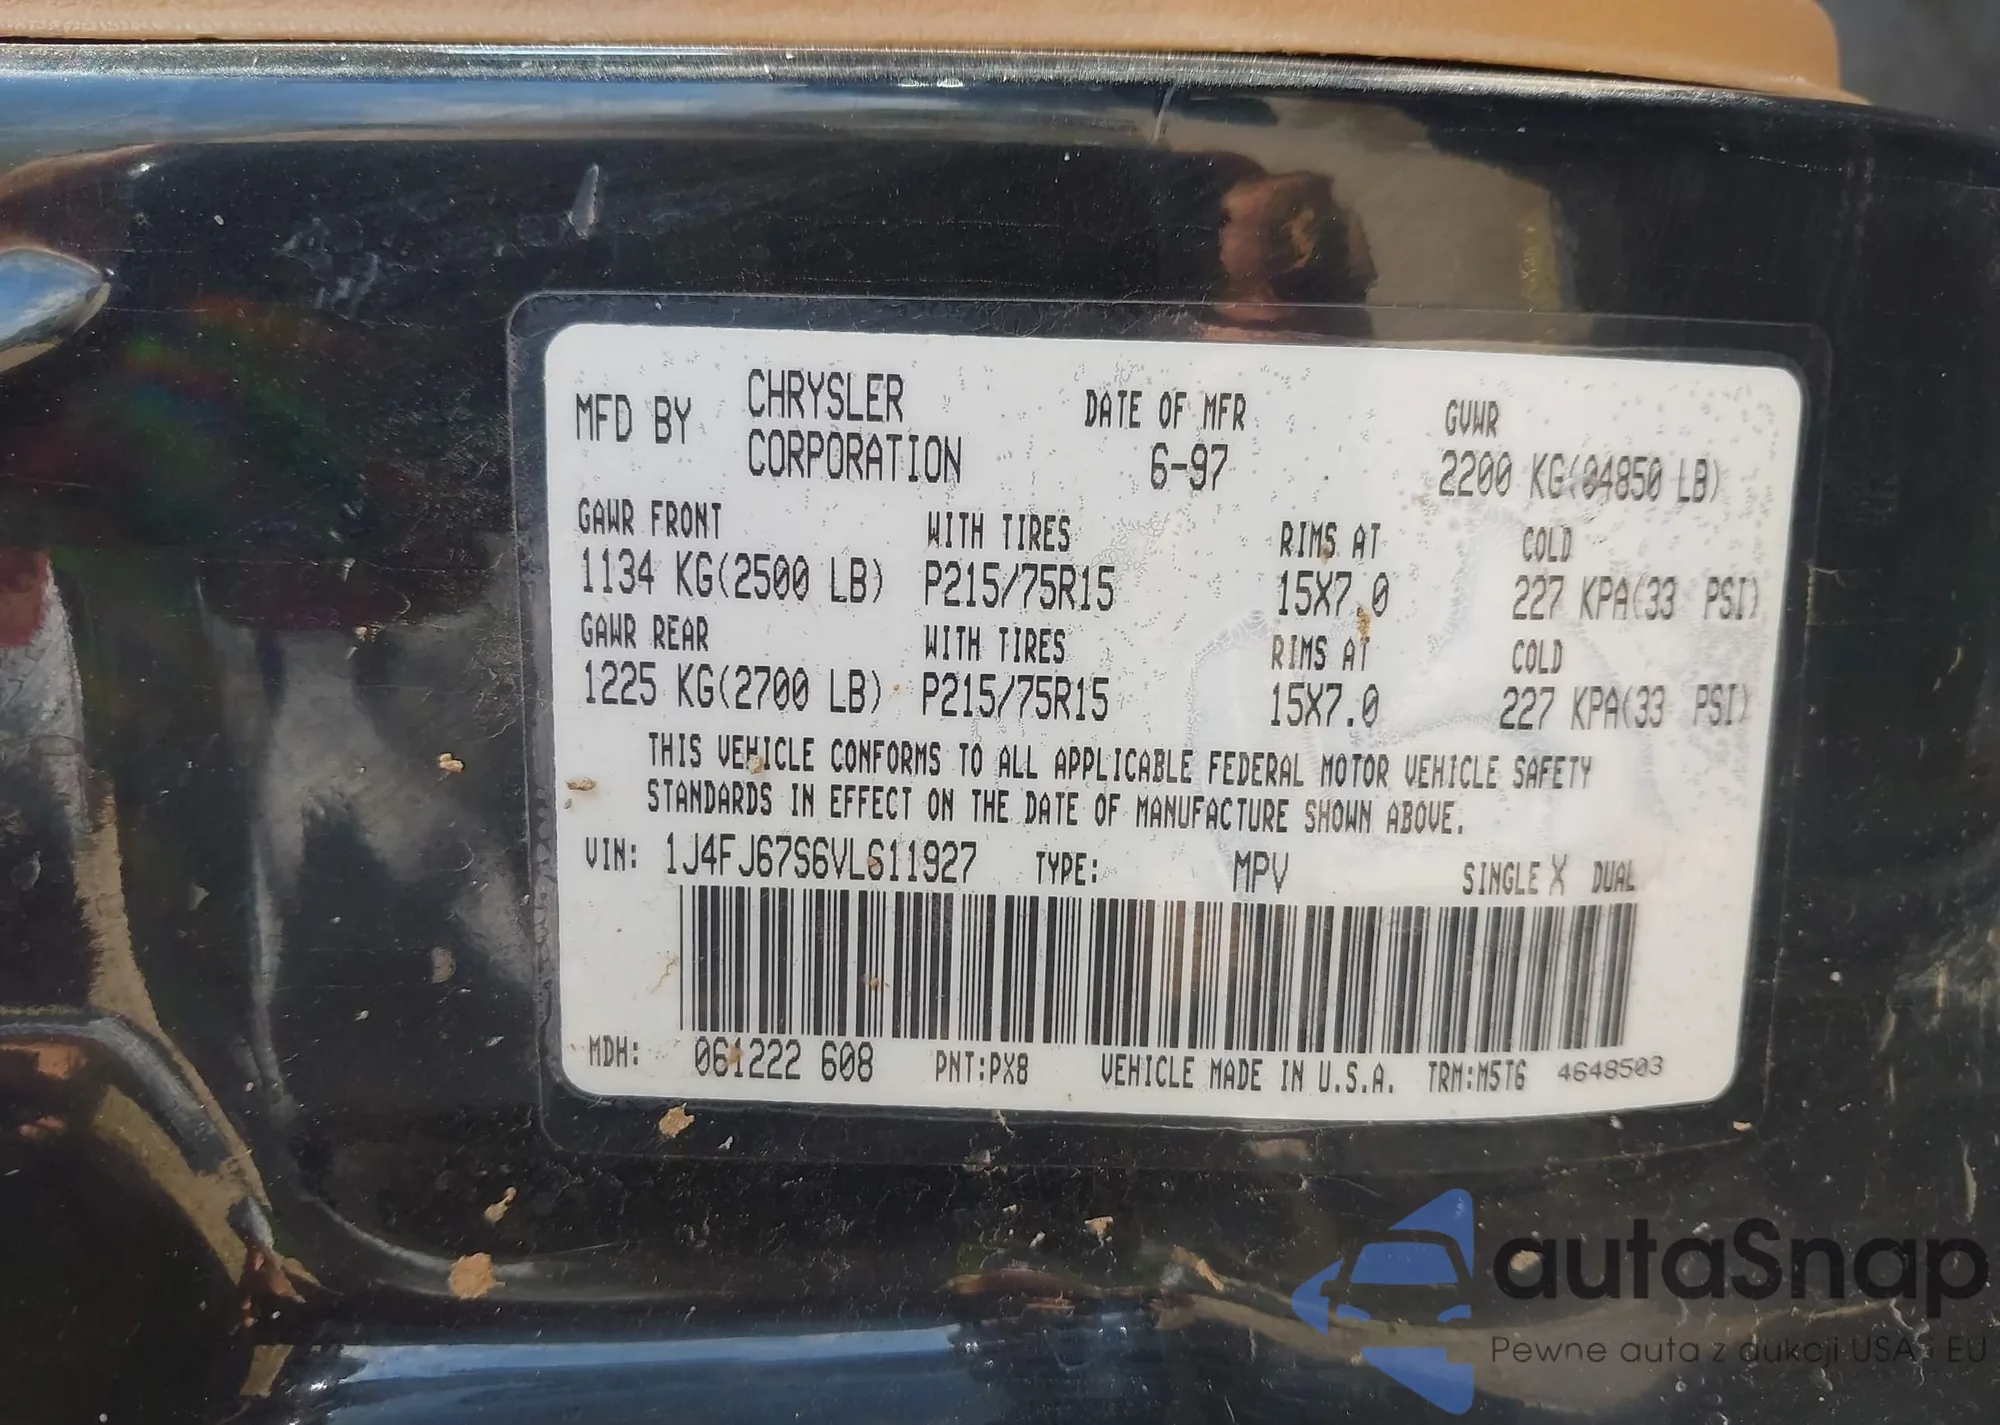 MFD BY CHRYSLER CORPORATION DATE OF MFR 6-97 GVWR 2200 KG(04850 LB)
GAWR FRONT WITH TIRES RIMS AT COLD
1134 KG(2500 LB) P215/75R15 15X7.0 227 KPA(33 PSI)
GAWR REAR WITH TIRES RIMS AT COLD
1225 KG(2700 LB) P215/75R15 15X7.0 227 KPA(33 PSI)
THIS VEHICLE CONFORMS TO ALL APPLICABLE FEDERAL MOTOR VEHICLE SAFETY
STANDARDS IN EFFECT ON THE DATE OF MANUFACTURE SHOWN ABOVE.
VIN: 1J4FJ67S6VL611927 TYPE: MPV SINGLE X DUAL
MDH: 061222 608 PNT:PX8 VEHICLE MADE IN U.S.A. TRM:M5T6 4648503
autaSnap
Pewne auta z aukcji USA i EU